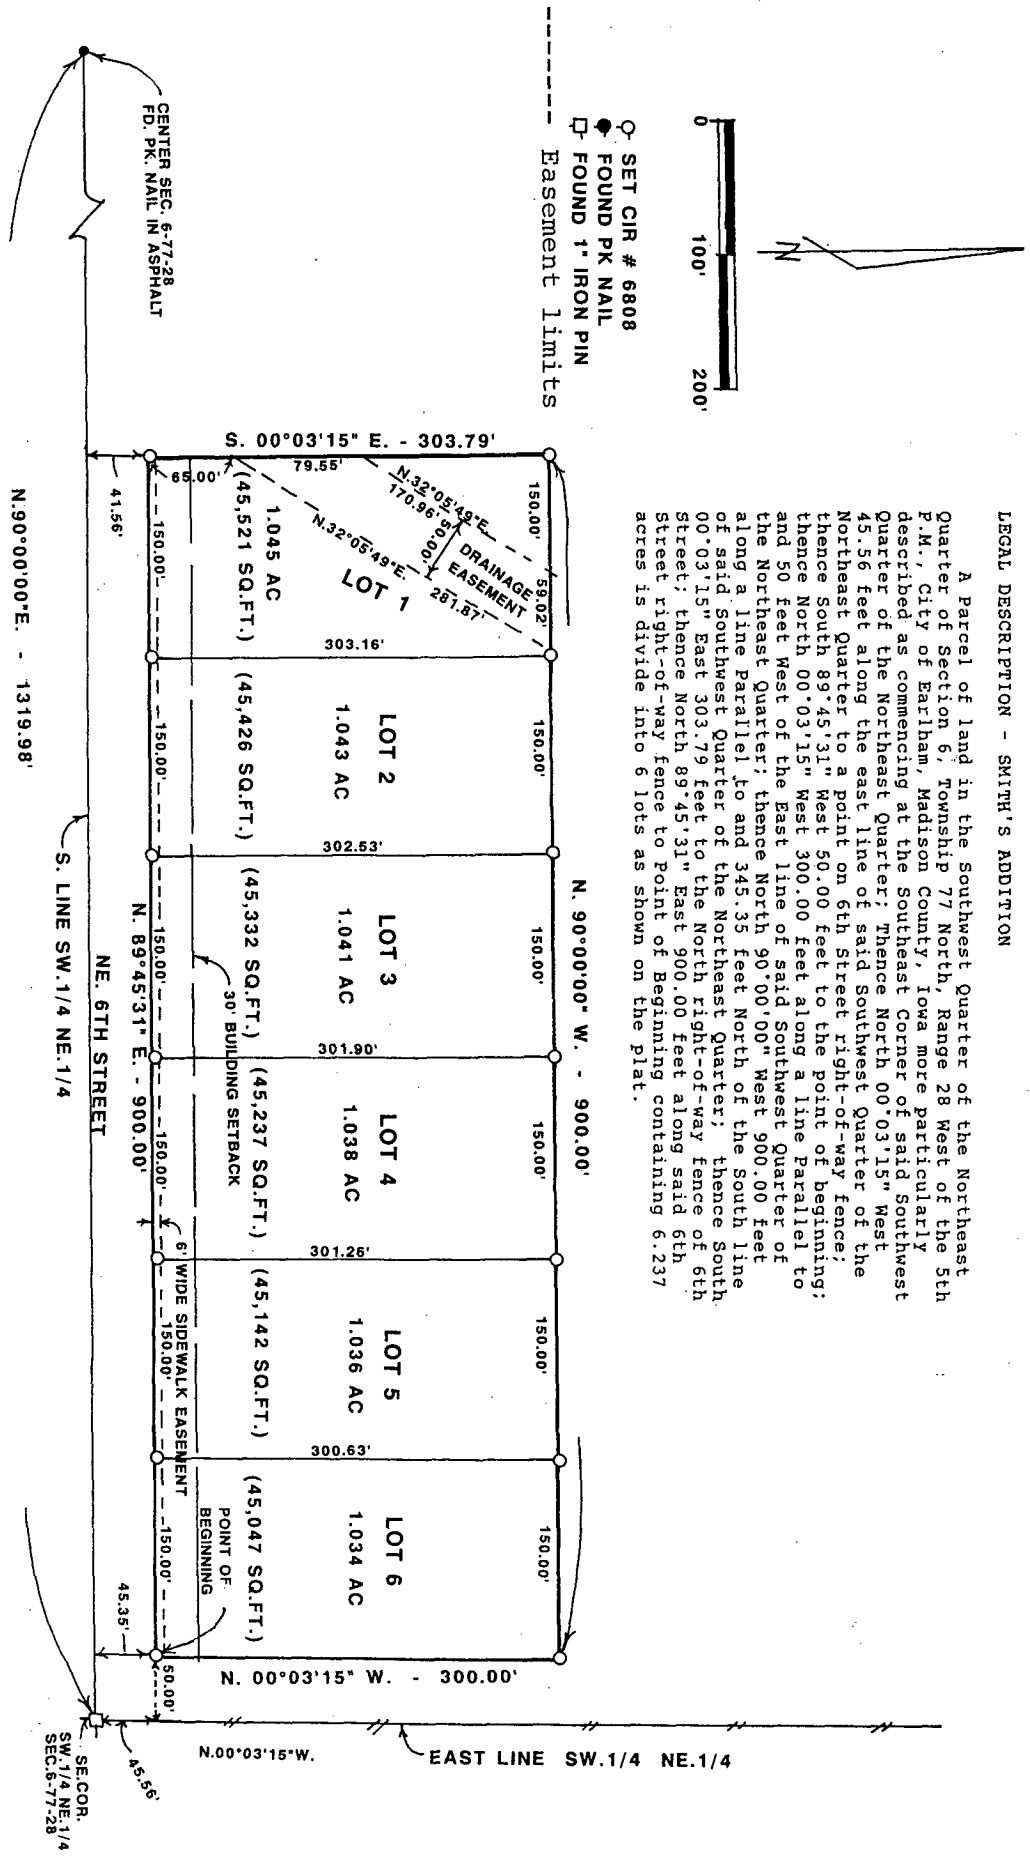 LEGAL DESCRIPTION - SMITH'S ADDITION
A Parcel of land in the Southwest Quarter of the Northeast
Quarter of Section 6, Township 77 North, Range 28 West of the 5th
P.M., City of Earlham, Madison County, Iowa more particularly
described as commencing at the Southeast Corner of said Southwest
Quarter of the Northeast Quarter; Thence North 00°03'15" West
45.56 feet along the east line of said Southwest Quarter of the
Northeast Quarter to a point on 6th Street right-of-way fence;
thence South 89°45'31" West 50.00 feet to the point of beginning;
thence North 00°03'15" West 300.00 feet along a line Parallel to
and 50 feet West of the East line of said Southwest Quarter of
the Northeast Quarter; thence North 90°00'00" West 900.00 feet
along a line Parallel to and 345.35 feet North of the South line
of said Southwest Quarter of the Northeast Quarter; thence South
00°03'15" East 303.79 feet to the North right-of-way fence of 6th
Street; thence North 89°45'31" East 900.00 feet along said 6th
Street right-of-way fence to Point of Beginning containing 6.237
acres is divide into 6 lots as shown on the plat.
N
0 100' 200'
SET CIR # 6808
FOUND PK NAIL
FOUND 1" IRON PIN
Easement limits
N. 90°00'00" W. - 900.00'
150.00' 150.00' 150.00' 150.00' 150.00' 150.00'
59.02'
S. 00°03'15" E. - 303.79'
79.55'
65.00'
41.56'
N.32°05'49"E.
170.96'
50.00'
DRAINAGE
EASEMENT
N.32°05'49"E. 281.87'
LOT 1
1.045 AC
(45,521 SQ.FT.)
303.16'
LOT 2
1.043 AC
(45,426 SQ.FT.)
302.53'
LOT 3
1.041 AC
(45,332 SQ.FT.)
301.90'
LOT 4
1.038 AC
(45,237 SQ.FT.)
301.26'
LOT 5
1.036 AC
(45,142 SQ.FT.)
300.63'
LOT 6
1.034 AC
(45,047 SQ.FT.)
N. 00°03'15" W. - 300.00'
30' BUILDING SETBACK
6' WIDE SIDEWALK EASEMENT
POINT OF
BEGINNING
150.00' 150.00' 150.00' 150.00' 150.00' 150.00'
50.00'
N. 89°45'31" E. - 900.00'
45.35'
45.56'
NE. 6TH STREET
S. LINE SW.1/4 NE.1/4
N.90°00'00"E. - 1319.98'
CENTER SEC. 6-77-28
FD. PK. NAIL IN ASPHALT
N.00°03'15"W.
EAST LINE SW.1/4 NE.1/4
SE.COR.
SW.1/4 NE.1/4
SEC.6-77-28